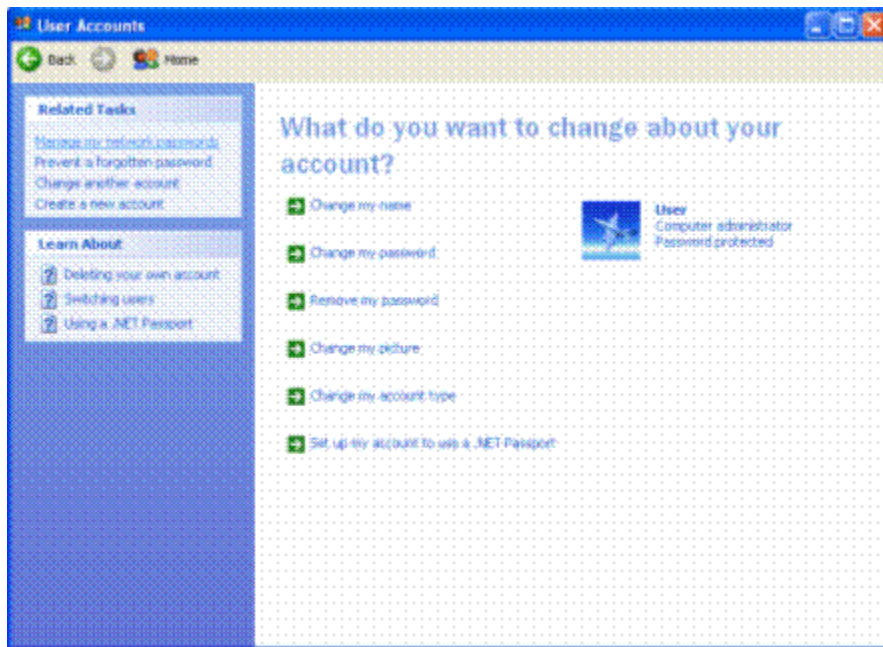 User Accounts
Back Home
Related Tasks
Manage my network passwords
Prevent a forgotten password
Change another account
Create a new account
Learn About
Deleting your own account
Switching users
Using a .NET Passport
What do you want to change about your
account?
Change my name
Change my password
Remove my password
Change my picture
Change my account type
Set up my account to use a .NET Passport
User
Computer administrator
Password protected